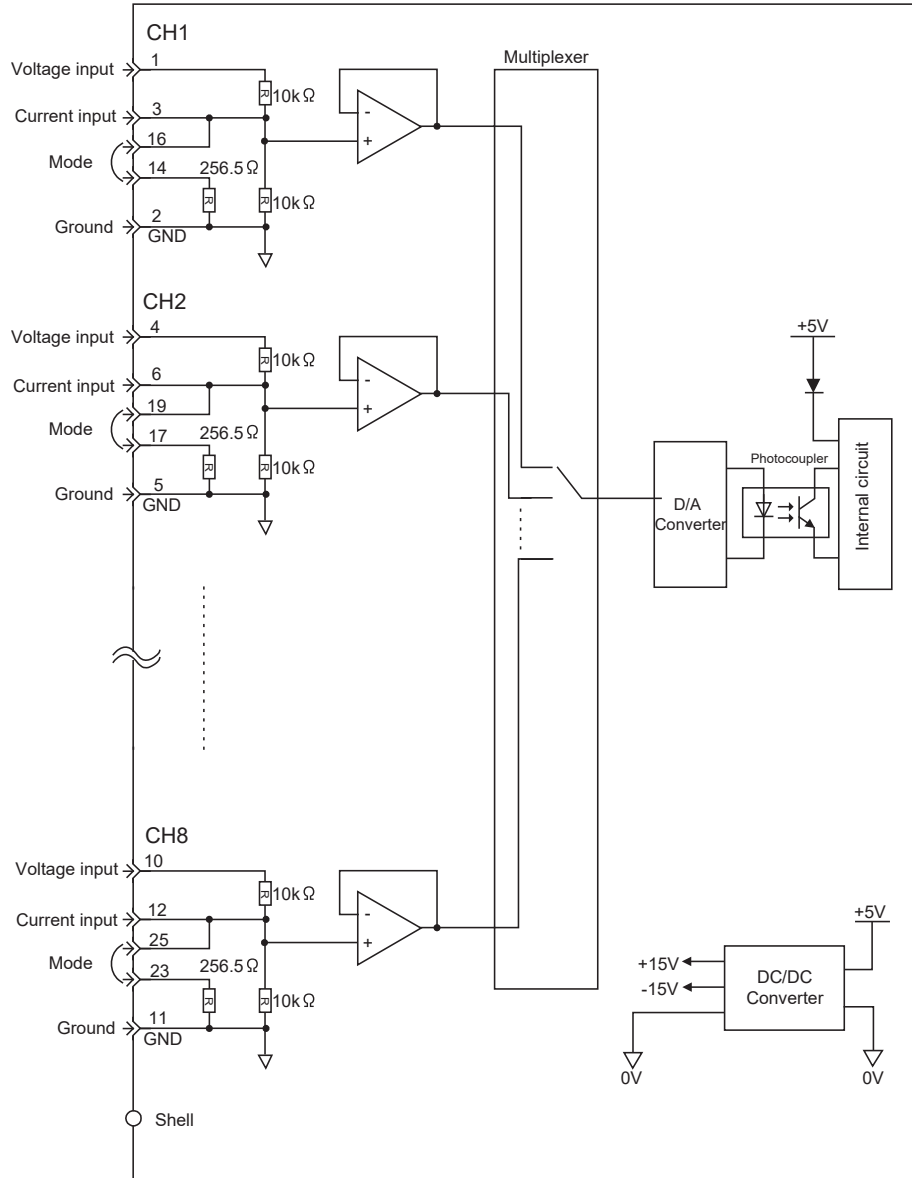 CH1
Voltage input 1
10kΩ
Current input 3
16
Mode
14
256.5Ω
10kΩ
Ground 2
GND
R
R
R
-
+
Multiplexer
CH2
Voltage input 4
10kΩ
Current input 6
19
Mode
17
256.5Ω
10kΩ
Ground 5
GND
R
R
R
-
+
D/A
Converter
Photocoupler
+5V
Internal circuit
CH8
Voltage input 10
10kΩ
Current input 12
25
Mode
23
256.5Ω
10kΩ
Ground 11
GND
R
R
R
-
+
Shell
+5V
+15V
-15V
DC/DC
Converter
0V
0V